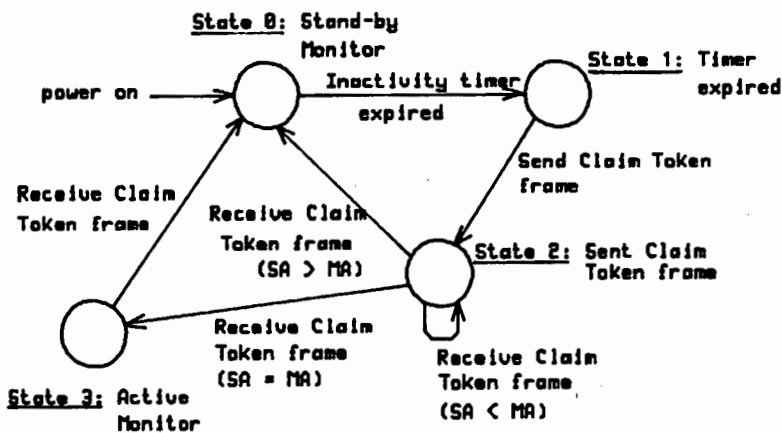 State 0: Stand-by
Monitor
State 1: Timer
expired
power on
Inactivity timer
expired
Send Claim Token
frame
Receive Claim
Token frame
Receive Claim
Token frame
(SA > MA)
State 2: Sent Claim
Token frame
Receive Claim
Token frame
(SA = MA)
Receive Claim
Token frame
(SA < MA)
State 3: Active
Monitor